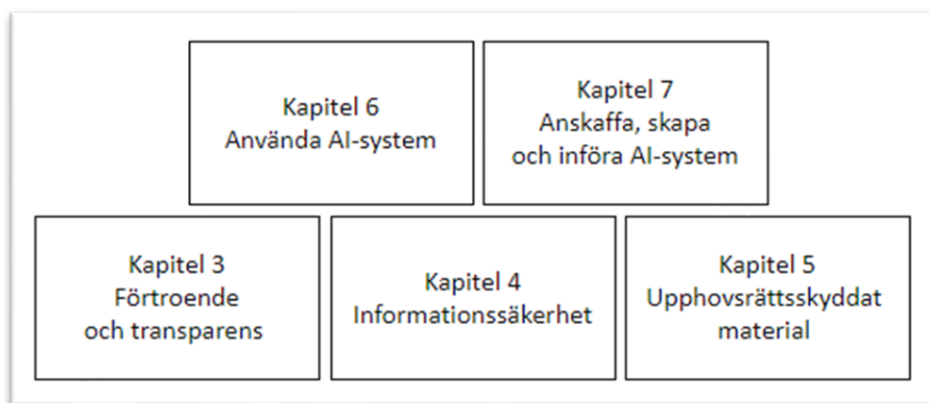 Kapitel 6
Använda AI-system
Kapitel 7
Anskaffa, skapa
och införa AI-system
Kapitel 3
Förtroende
och transparens
Kapitel 4
Informationssäkerhet
Kapitel 5
Upphovsrättsskyddat
material